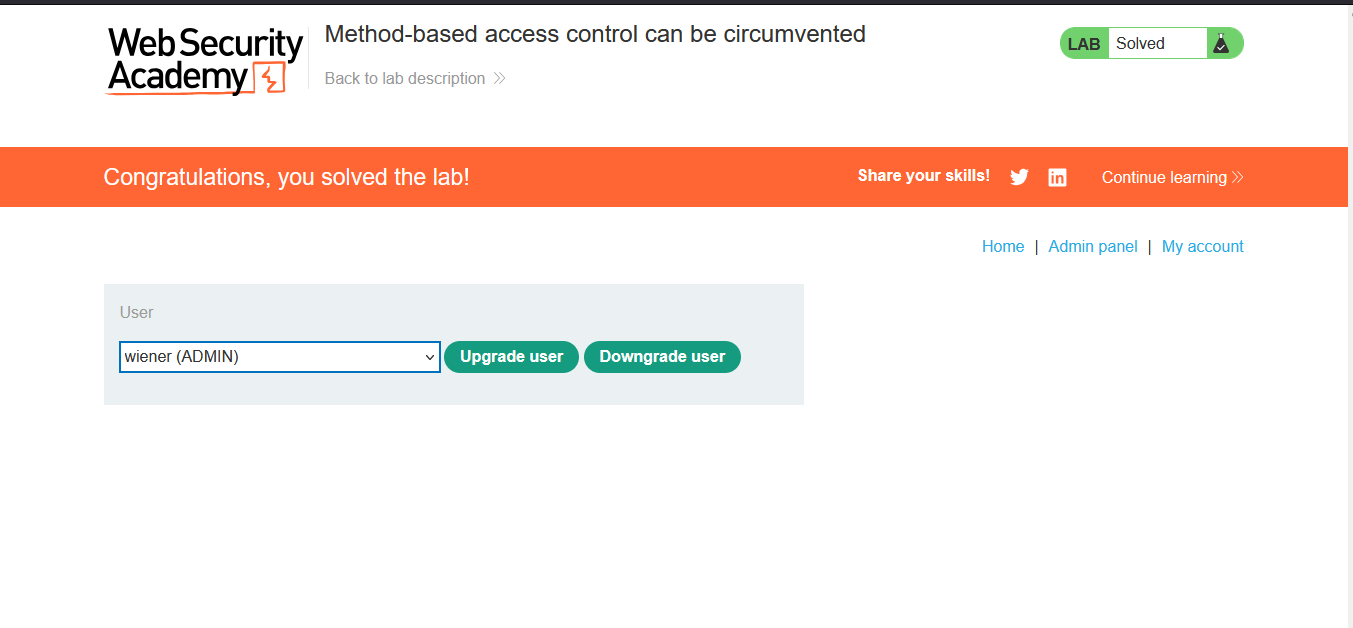 Web Security
Academy
Method-based access control can be circumvented
Back to lab description
LAB Solved
Congratulations, you solved the lab!
Share your skills!
in
Continue learning
Home | Admin panel | My account
User
wiener (ADMIN)
Upgrade user
Downgrade user